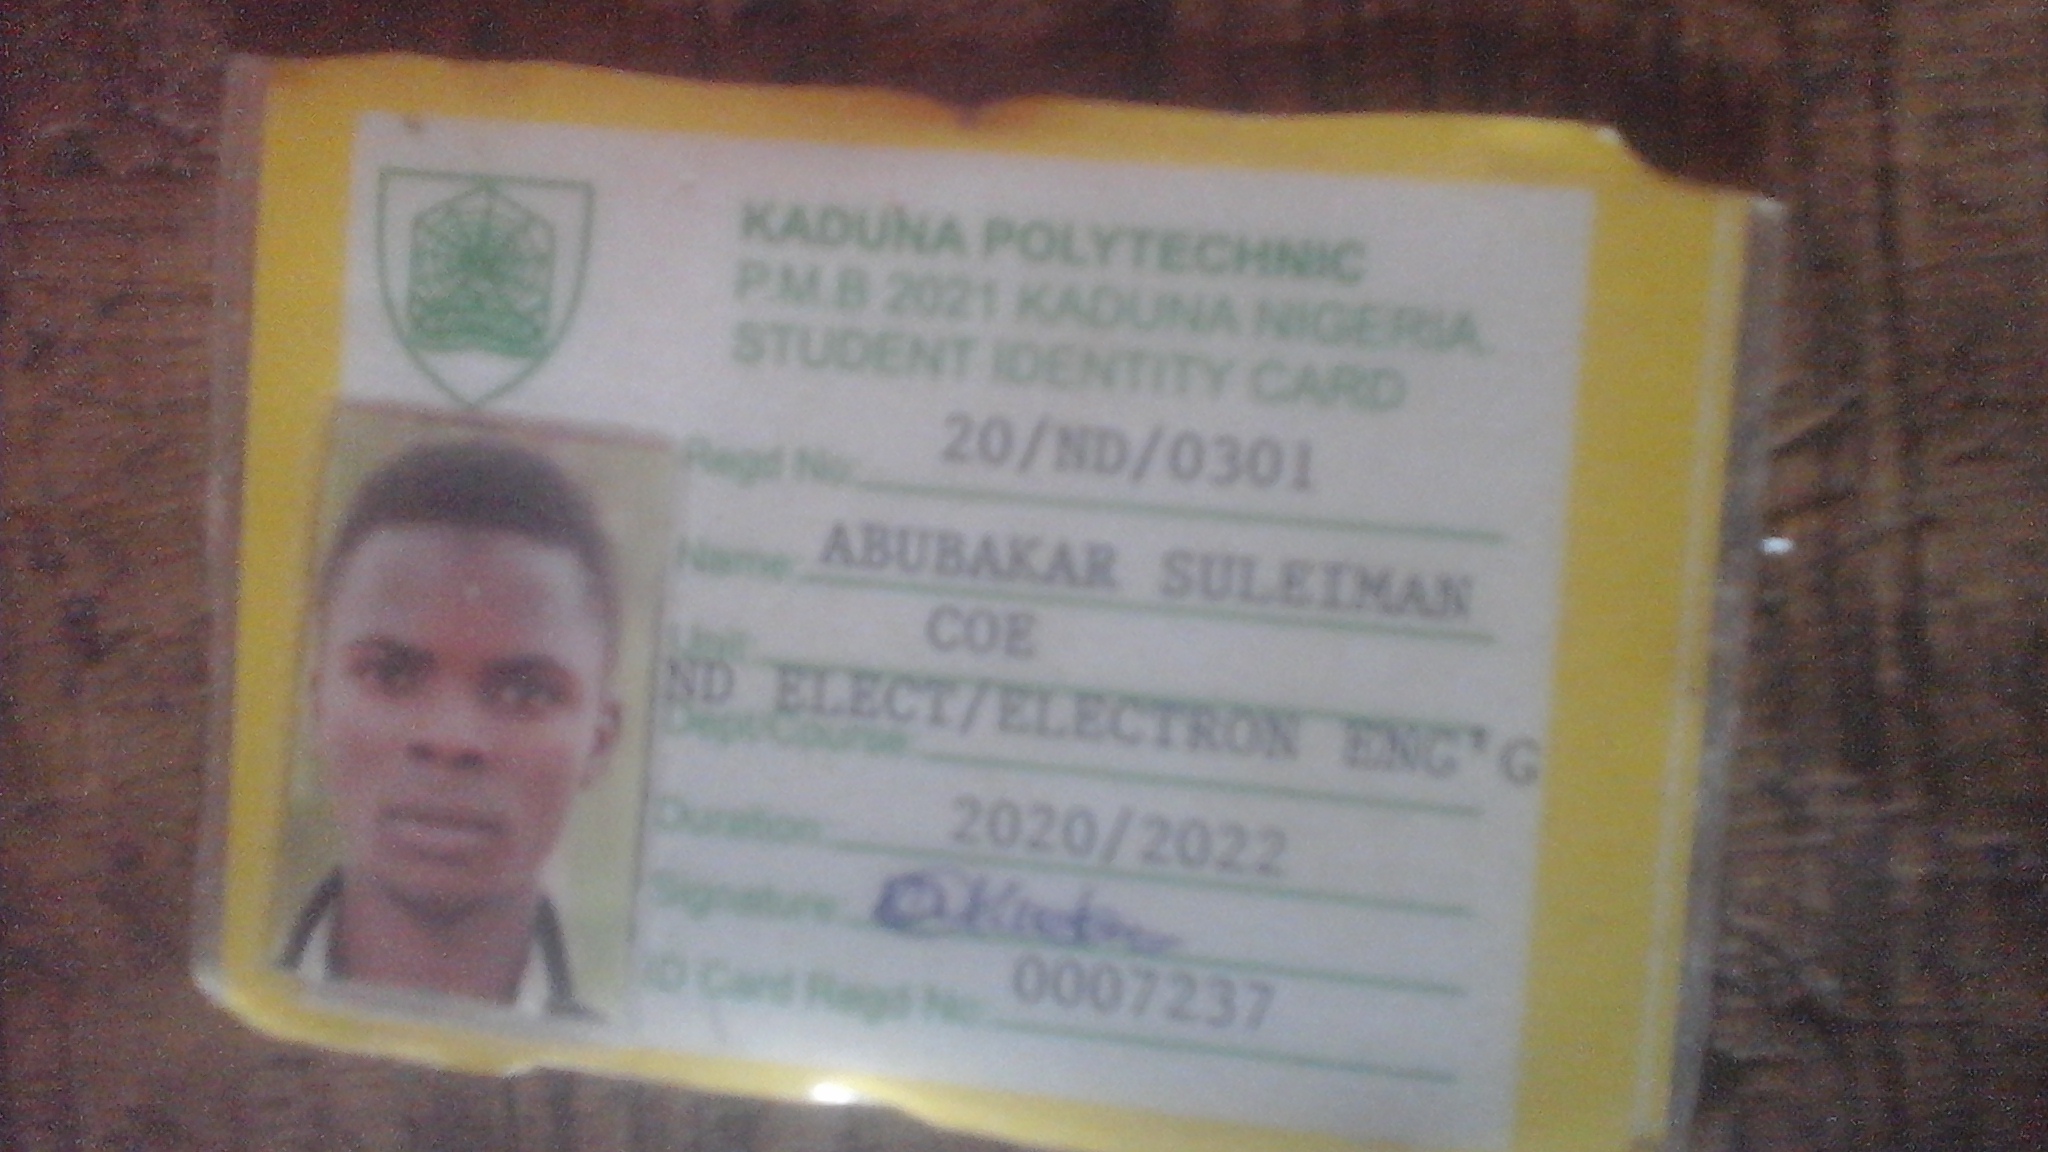 KADUNA POLYTECHNIC
P.M.B 2021 KADUNA NIGERIA.
STUDENT IDENTITY CARD
Regd No: 20/ND/0301
Name: ABUBAKAR SULEIMAN
Unit: COE
ND ELECT/ELECTRON ENG'G
Dept/Course:
Duration: 2020/2022
Signature:
ID Card Regd No: 0007237